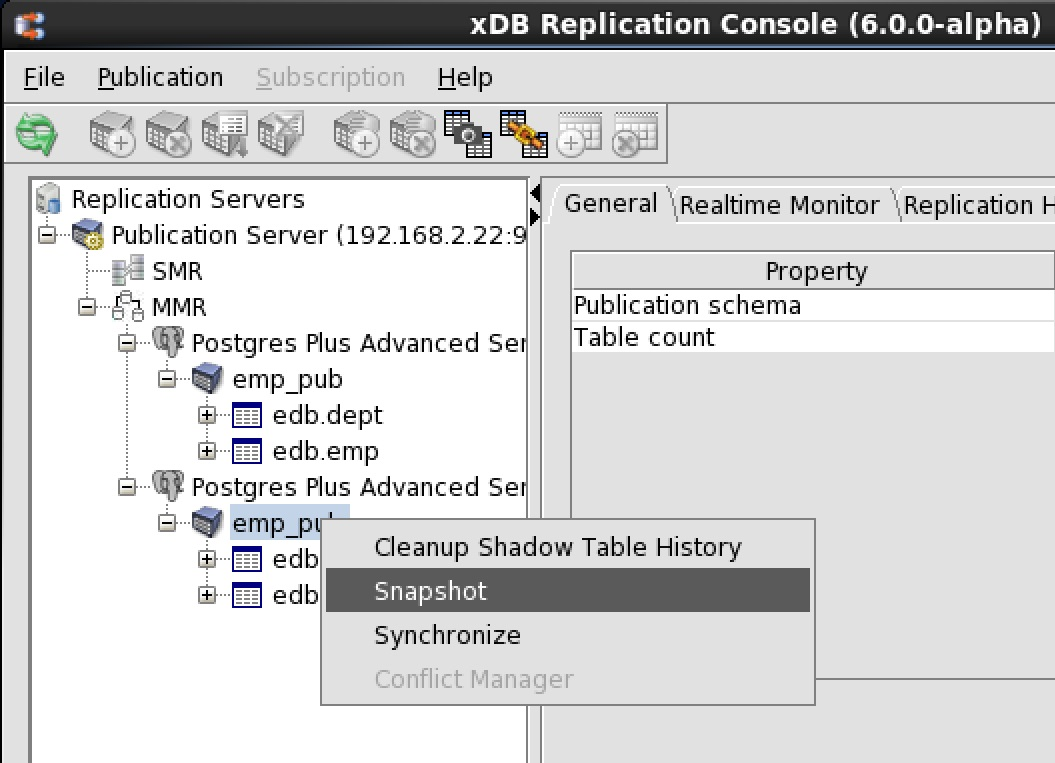 xDB Replication Console (6.0.0-alpha)
File Publication Subscription Help
Replication Servers
Publication Server (192.168.2.22:9
SMR
MMR
Postgres Plus Advanced Ser
emp_pub
edb.dept
edb.emp
Postgres Plus Advanced Ser
emp_pu
edb
edb
General Realtime Monitor Replication H
Property
Publication schema
Table count
Cleanup Shadow Table History
Snapshot
Synchronize
Conflict Manager